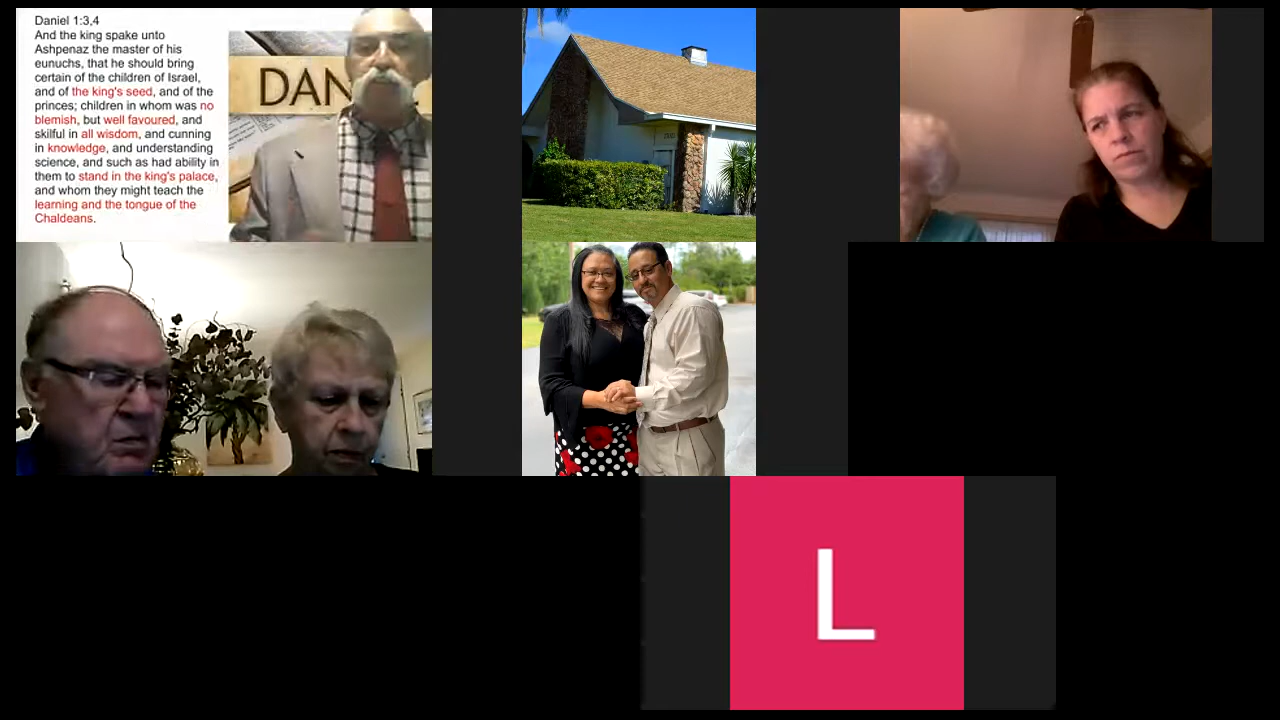 Daniel 1:3,4
And the king spake unto
Ashpenaz the master of his
eunuchs, that he should bring
certain of the children of Israel,
and of the king's seed, and of the
princes; children in whom was no
blemish, but well favoured, and
skilful in all wisdom, and cunning
in knowledge, and understanding
science, and such as had ability in
them to stand in the king's palace,
and whom they might teach the
learning and the tongue of the
Chaldeans.
DAN
L